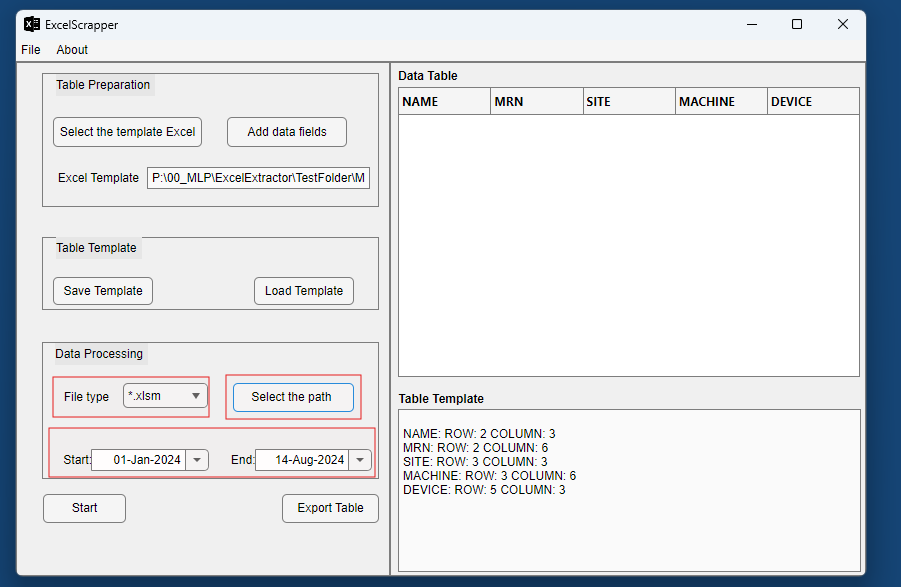 ExcelScrapper
File About
Table Preparation
Select the template Excel Add data fields
Excel Template P:\00_MLP\ExcelExtractor\TestFolder\M
Table Template
Save Template Load Template
Data Processing
File type *.xlsm Select the path
Start: 01-Jan-2024 End: 14-Aug-2024
Start Export Table
Data Table
NAME MRN SITE MACHINE DEVICE
Table Template
NAME: ROW: 2 COLUMN: 3
MRN: ROW: 2 COLUMN: 6
SITE: ROW: 3 COLUMN: 3
MACHINE: ROW: 3 COLUMN: 6
DEVICE: ROW: 5 COLUMN: 3